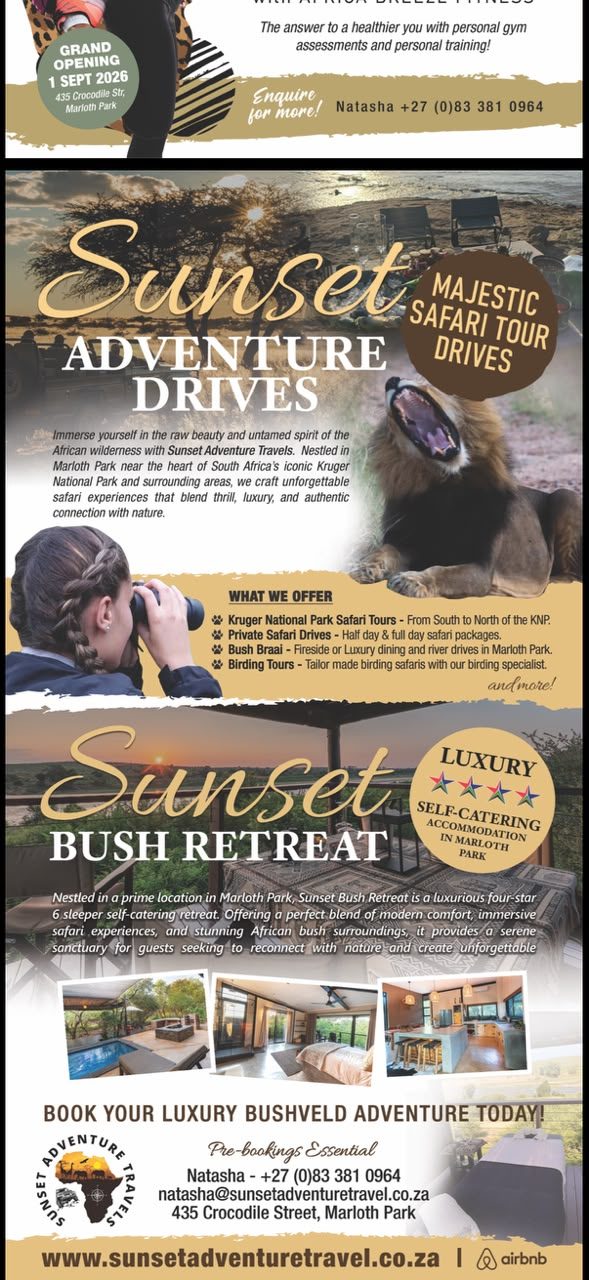 with AFRICA BREEZE FITNESS
The answer to a healthier you with personal gym
assessments and personal training!
GRAND
OPENING
1 SEPT 2026
435 Crocodile Str,
Marloth Park
Enquire
for more!
Natasha +27 (0)83 381 0964
Sunset
ADVENTURE
DRIVES
MAJESTIC
SAFARI TOUR
DRIVES
Immerse yourself in the raw beauty and untamed spirit of the
African wilderness with Sunset Adventure Travels. Nestled in
Marloth Park near the heart of South Africa's iconic Kruger
National Park and surrounding areas, we craft unforgettable
safari experiences that blend thrill, luxury, and authentic
connection with nature.
WHAT WE OFFER
Kruger National Park Safari Tours - From South to North of the KNP.
Private Safari Drives - Half day & full day safari packages.
Bush Braai - Fireside or Luxury dining and river drives in Marloth Park.
Birding Tours - Tailor made birding safaris with our birding specialist.
and more!
Sunset
BUSH RETREAT
LUXURY
SELF-CATERING
ACCOMMODATION
IN MARLOTH
PARK
Nestled in a prime location in Marloth Park, Sunset Bush Retreat is a luxurious four-star
6 sleeper self-catering retreat. Offering a perfect blend of modern comfort, immersive
safari experiences, and stunning African bush surroundings, it provides a serene
sanctuary for guests seeking to reconnect with nature and create unforgettable
BOOK YOUR LUXURY BUSHVELD ADVENTURE TODAY!
SUNSET ADVENTURE TRAVELS
Pre-bookings Essential
Natasha - +27 (0)83 381 0964
natasha@sunsetadventuretravel.co.za
435 Crocodile Street, Marloth Park
www.sunsetadventuretravel.co.za | airbnb